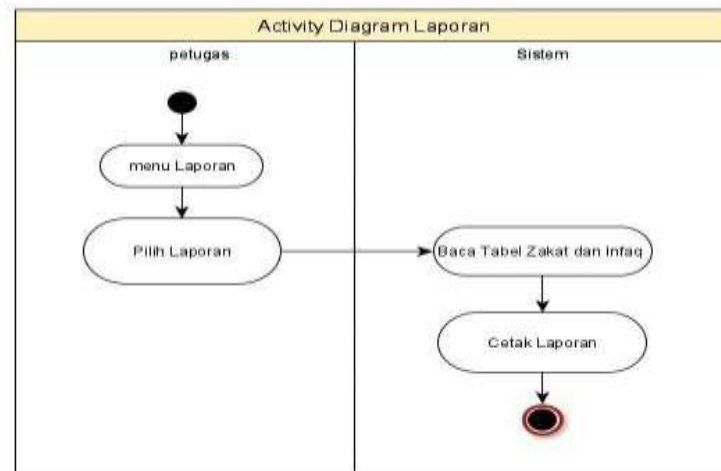 Activity Diagram Laporan
petugas
Sistem
menu Laporan
Pilih Laporan
Baca Tabel Zakat dan Infaq
Cetak Laporan